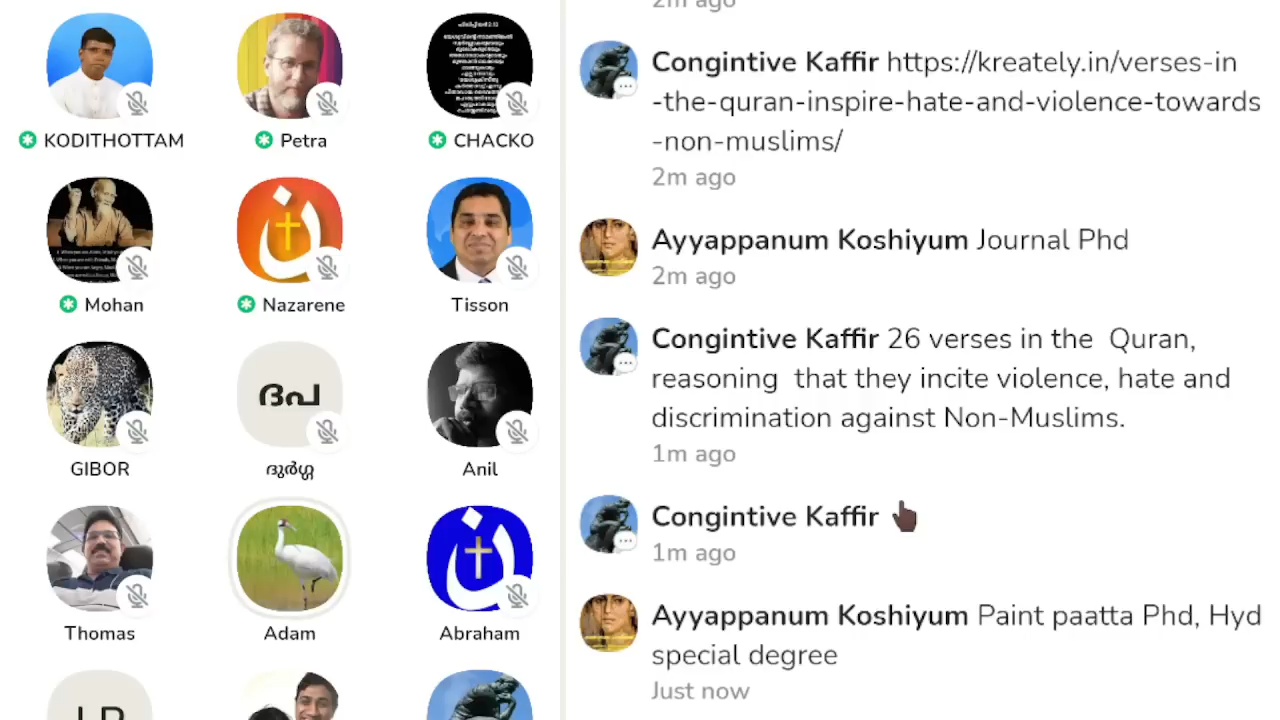 KODITHOTTAM
Petra
CHACKO
Mohan
Nazarene
Tisson
GIBOR
ദപ
ദുർഗ്ഗ
Anil
Thomas
Adam
Abraham
2m ago
Congintive Kaffir https://kreately.in/verses-in
-the-quran-inspire-hate-and-violence-towards
-non-muslims/
2m ago
Ayyappanum Koshiyum Journal Phd
2m ago
Congintive Kaffir 26 verses in the Quran,
reasoning that they incite violence, hate and
discrimination against Non-Muslims.
1m ago
Congintive Kaffir 👆🏿
1m ago
Ayyappanum Koshiyum Paint paatta Phd, Hyd
special degree
Just now